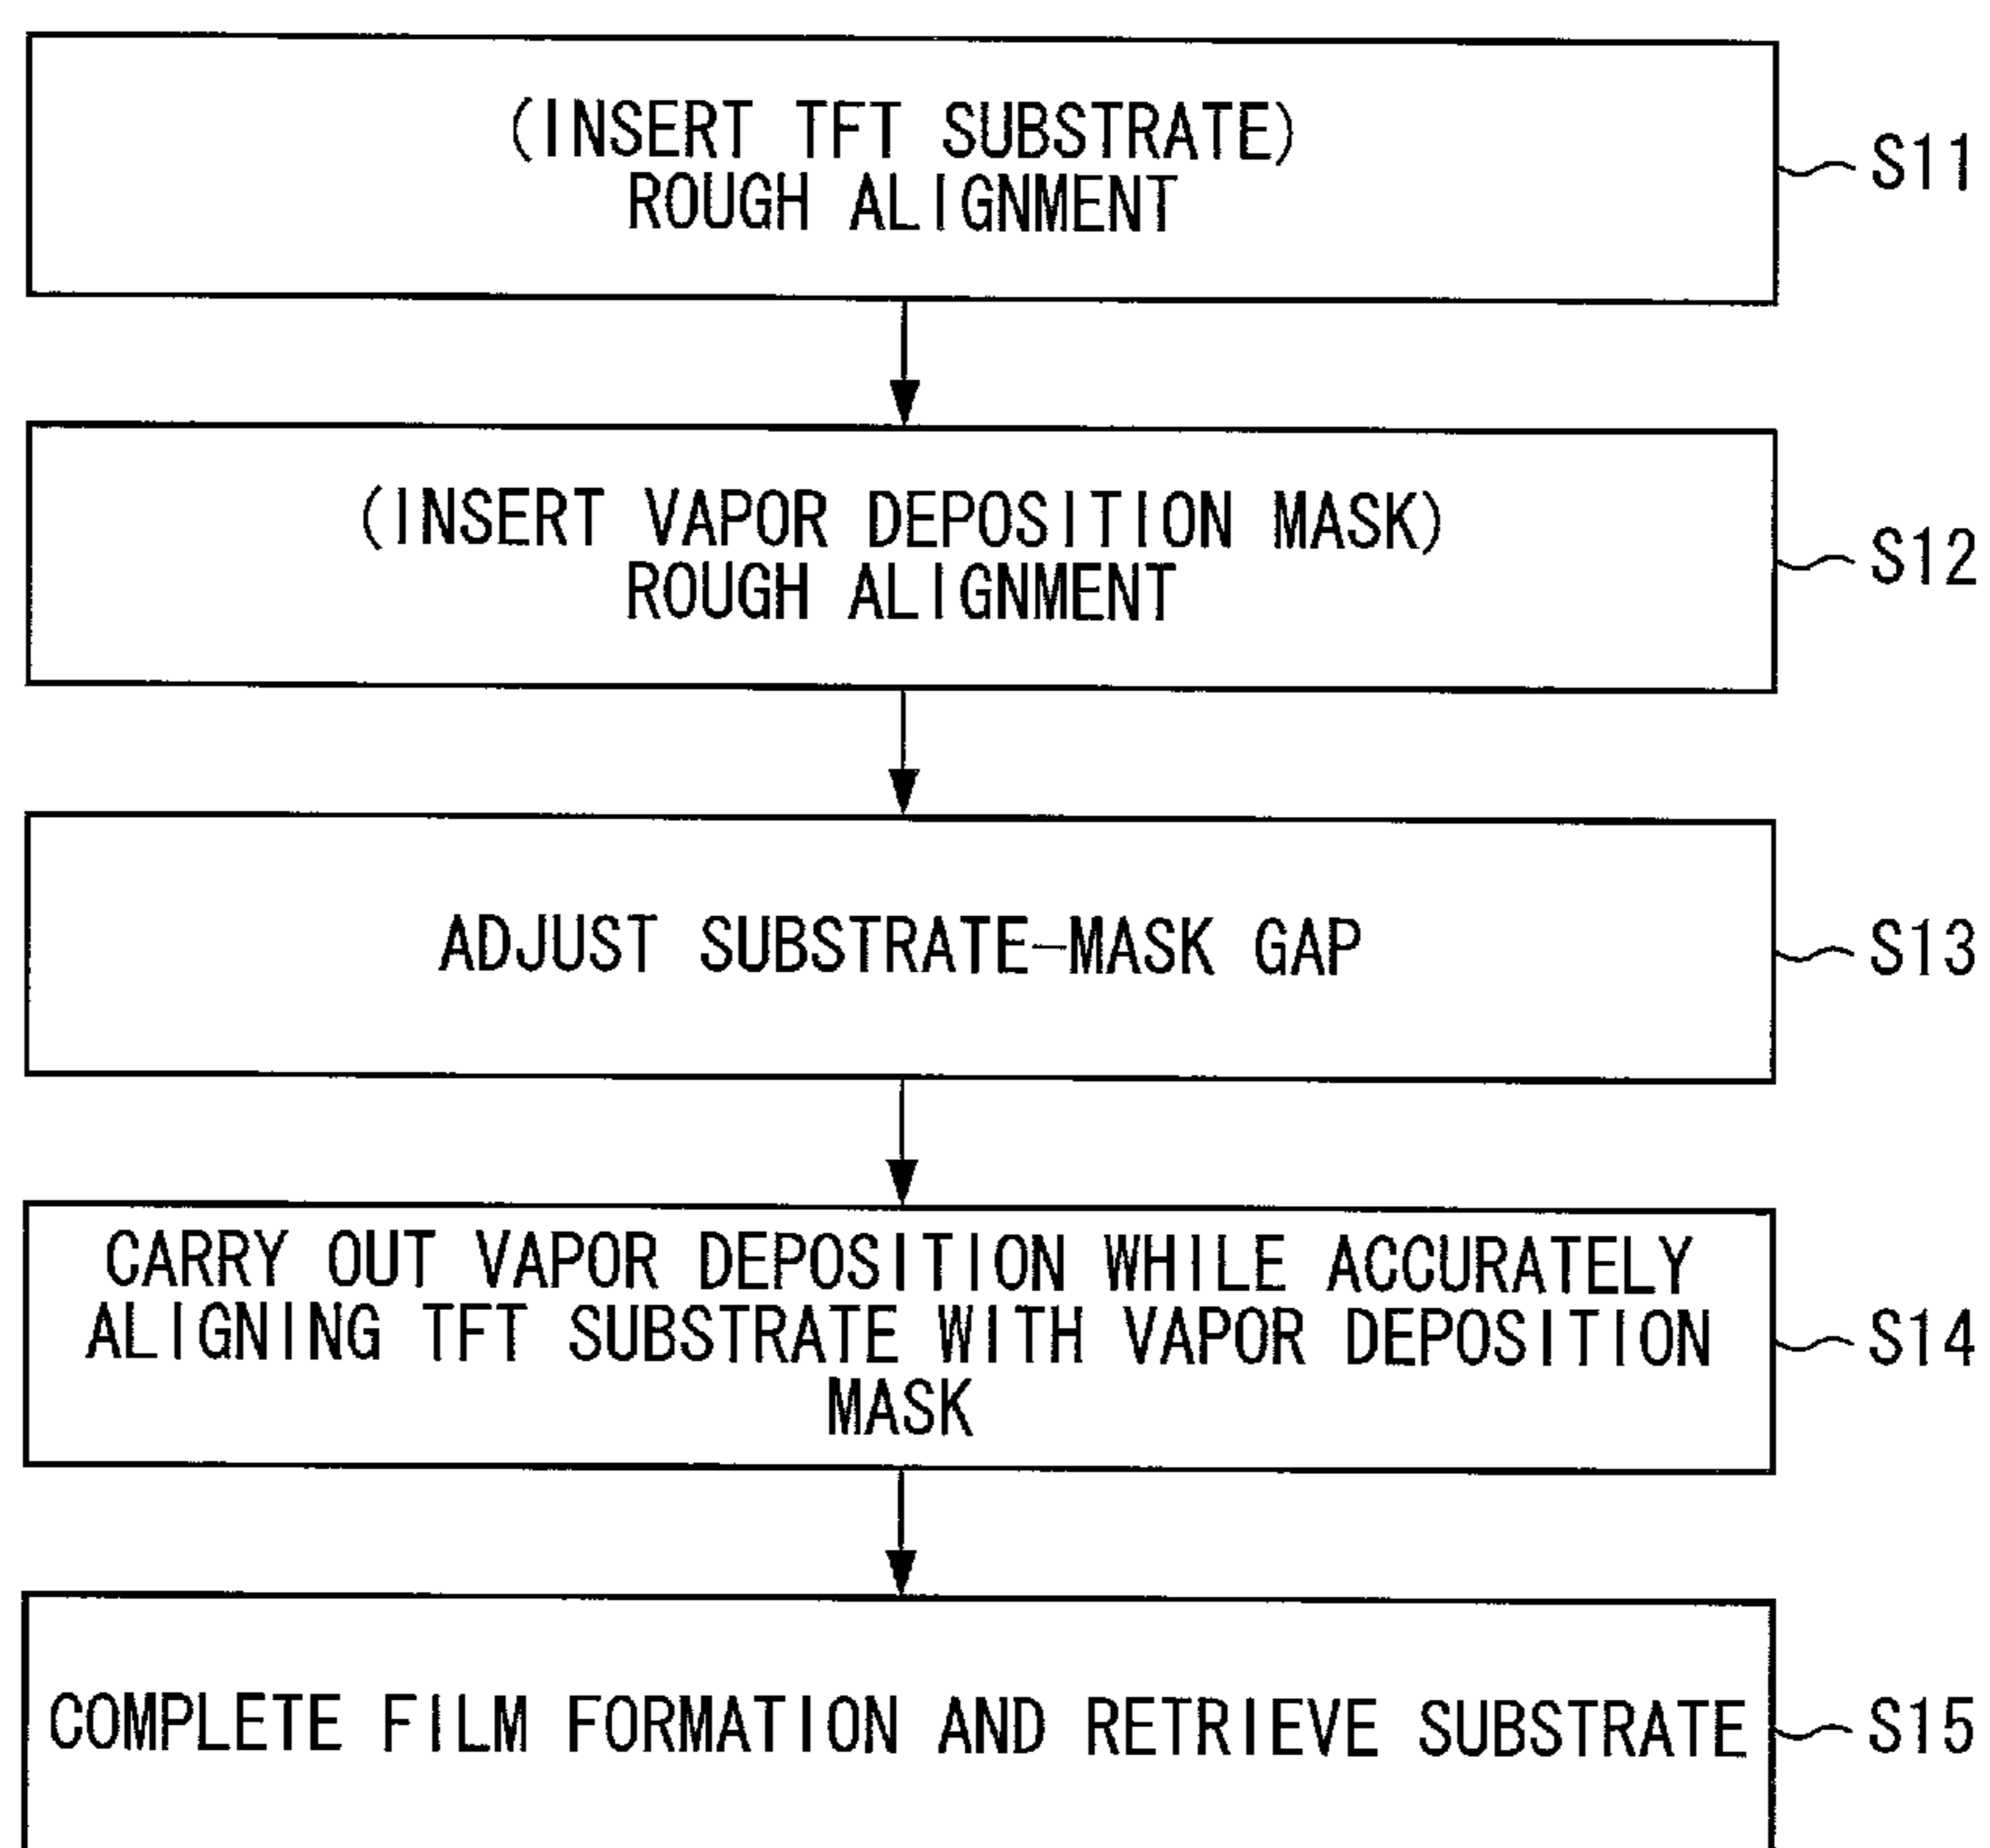 (INSERT TFT SUBSTRATE)
ROUGH ALIGNMENT
S11
(INSERT VAPOR DEPOSITION MASK)
ROUGH ALIGNMENT
S12
ADJUST SUBSTRATE-MASK GAP
S13
CARRY OUT VAPOR DEPOSITION WHILE ACCURATELY
ALIGNING TFT SUBSTRATE WITH VAPOR DEPOSITION
MASK
S14
COMPLETE FILM FORMATION AND RETRIEVE SUBSTRATE
S15